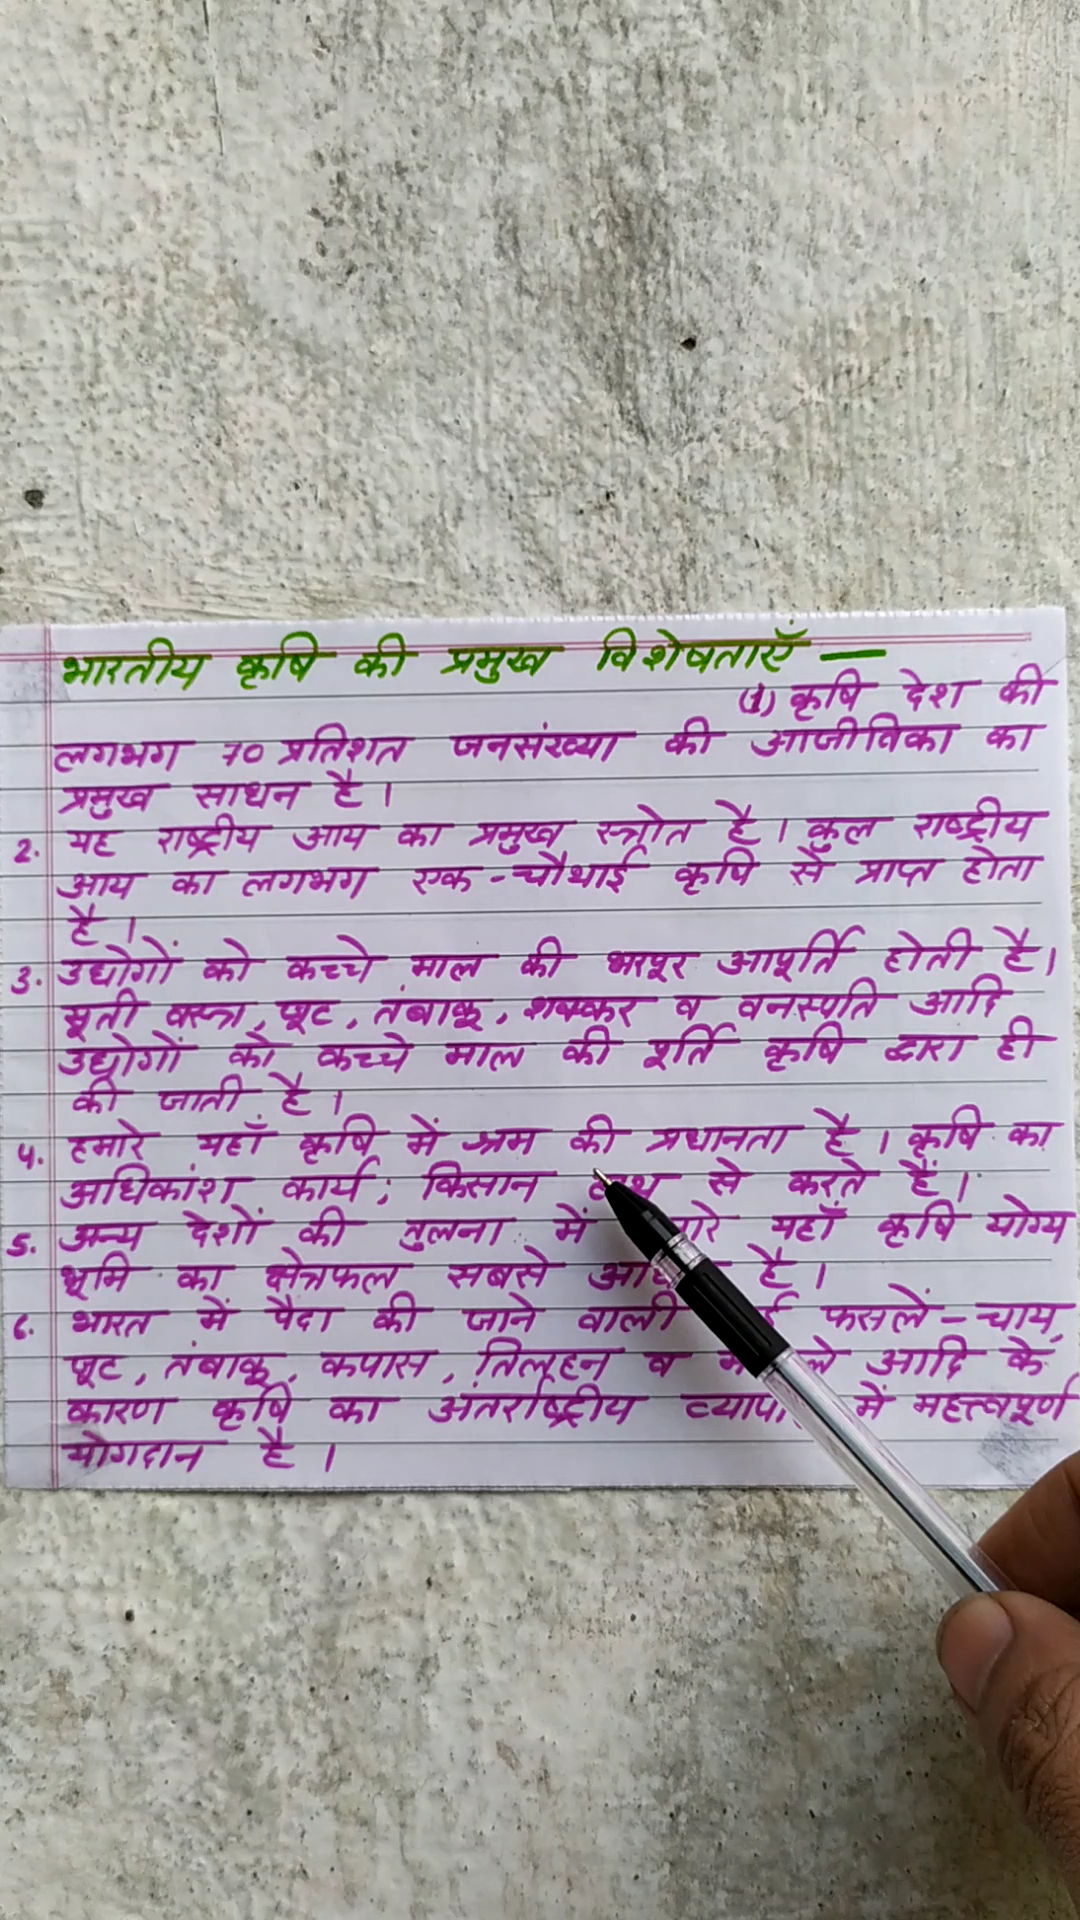 भारतीय कृषि की प्रमुख विशेषताएँ —
(1) कृषि देश की
लगभग 70 प्रतिशत जनसंख्या की आजीविका का
प्रमुख साधन है।
2. यह राष्ट्रीय आय का प्रमुख स्त्रोत है। कुल राष्ट्रीय
आय का लगभग एक-चौथाई कृषि से प्राप्त होता
है।
3. उद्योगों को कच्चे माल की भरपूर आपूर्ति होती है।
सूती वस्त्र, जूट, तंबाकू, शक्कर व वनस्पति आदि
उद्योगों को कच्चे माल की पूर्ति कृषि द्वारा ही
की जाती है।
4. हमारे यहाँ कृषि में श्रम की प्रधानता है। कृषि का
अधिकांश कार्य, किसान से करते हैं।
5. अन्य देशों की तुलना में यहाँ कृषि योग्य
भूमि का क्षेत्रफल सबसे है।
6. भारत में पैदा की जाने वाली फसलें - चाय,
जूट, तंबाकू, कपास, तिलहन व आदि के
कारण कृषि का अंतर्राष्ट्रीय में महत्त्वपूर्ण
योगदान है।